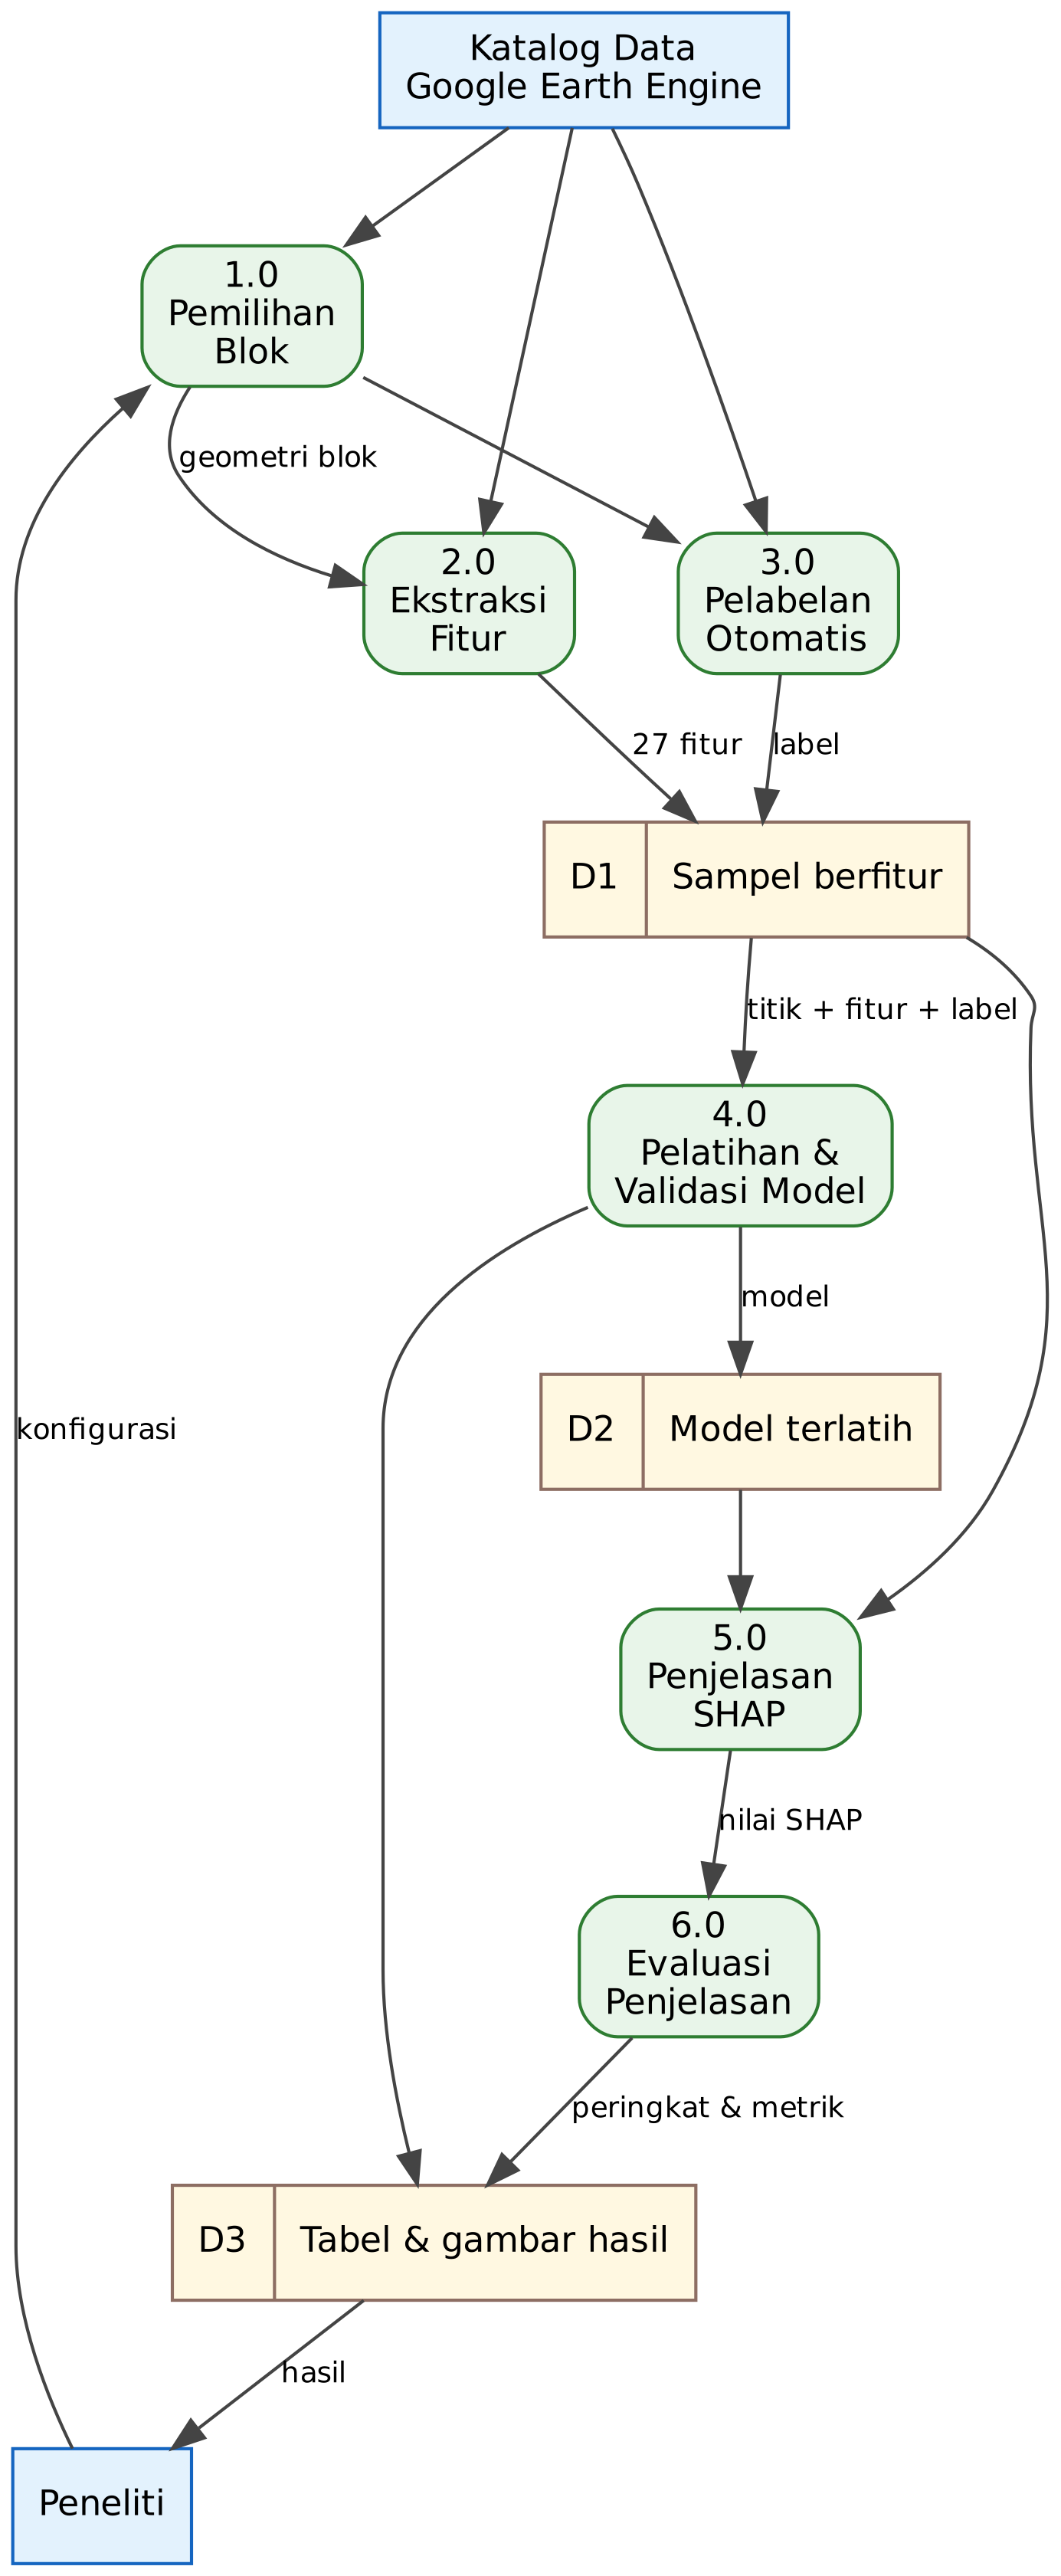 Katalog Data
Google Earth Engine
1.0
Pemilihan
Blok
geometri blok
2.0
Ekstraksi
Fitur
3.0
Pelabelan
Otomatis
27 fitur
label
D1
Sampel berfitur
titik + fitur + label
4.0
Pelatihan &
Validasi Model
model
konfigurasi
D2
Model terlatih
5.0
Penjelasan
SHAP
nilai SHAP
6.0
Evaluasi
Penjelasan
peringkat & metrik
D3
Tabel & gambar hasil
hasil
Peneliti